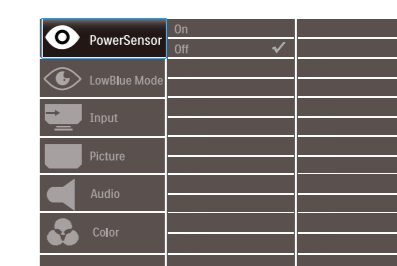 PowerSensor
On
Off
LowBlue Mode
Input
Picture
Audio
Color